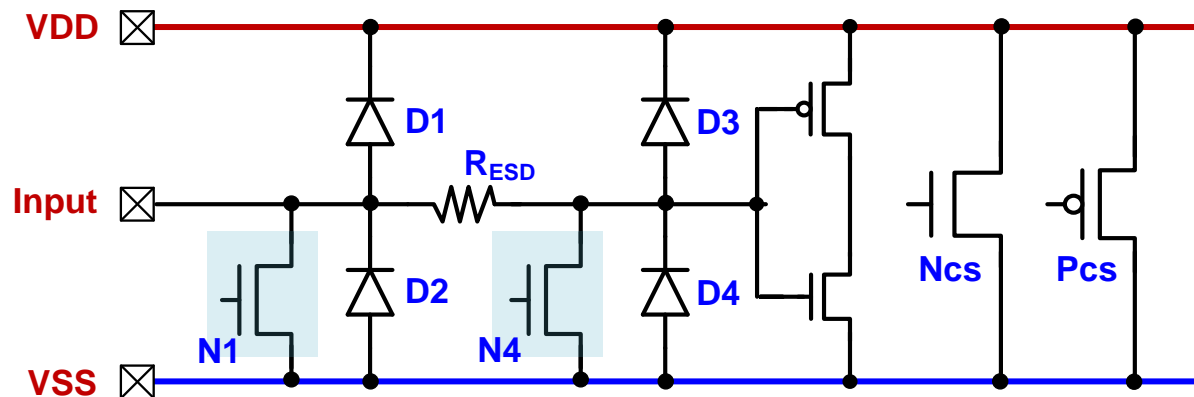 VDD
D1
D3
R_ESD
Input
Ncs
Pcs
D2
D4
N1
N4
VSS